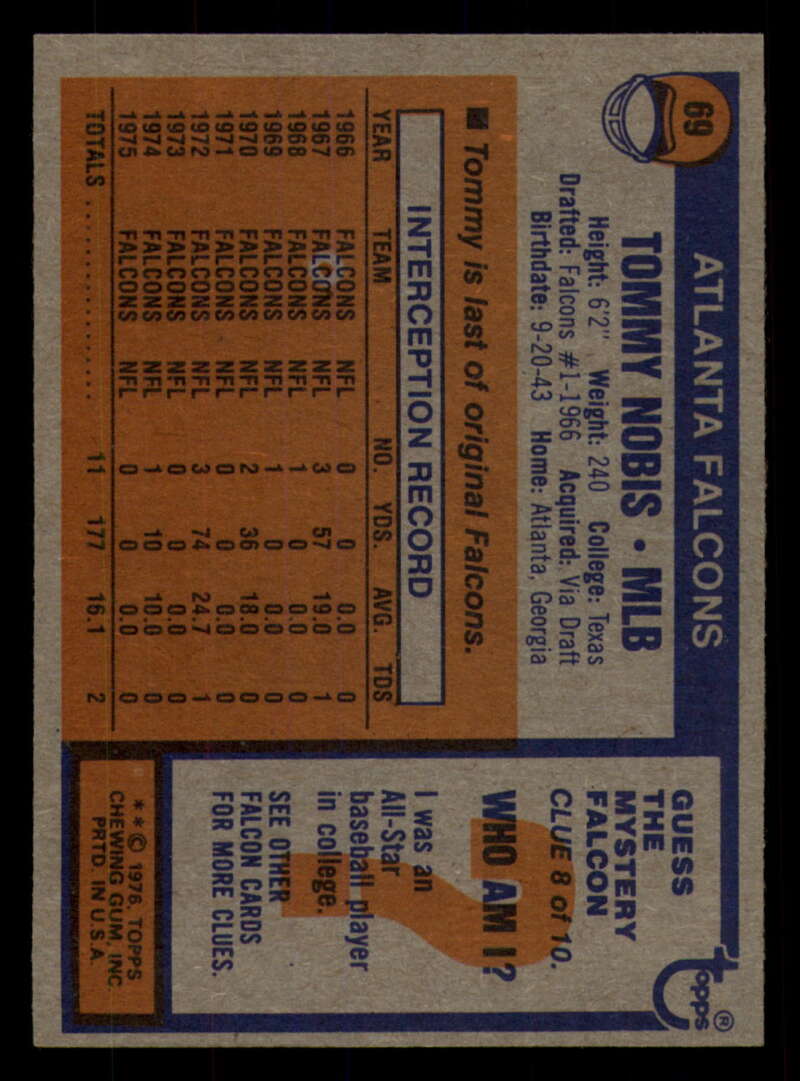 69
ATLANTA FALCONS
TOMMY NOBIS • MLB
Height: 6'2" Weight: 240 College: Texas
Drafted: Falcons #1-1966 Acquired: Via Draft
Birthdate: 9-20-43 Home: Atlanta, Georgia
Tommy is last of original Falcons.
INTERCEPTION RECORD
YEAR TEAM NO. YDS. AVG. TDS
1966 FALCONS NFL 0 0 0.0 0
1967 FALCONS NFL 3 57 19.0 1
1968 FALCONS NFL 1 0 0.0 0
1969 FALCONS NFL 1 0 0.0 0
1970 FALCONS NFL 2 36 18.0 0
1971 FALCONS NFL 0 0 0.0 0
1972 FALCONS NFL 3 74 24.7 1
1973 FALCONS NFL 0 0 0.0 0
1974 FALCONS NFL 1 10 10.0 0
1975 FALCONS NFL 0 0 0.0 0
TOTALS .................. 11 177 16.1 2
topps®
GUESS
THE
MYSTERY
FALCON
CLUE 8 of 10.
?
WHO AM I?
I was an
All-Star
baseball player
in college.
SEE OTHER
FALCON CARDS
FOR MORE CLUES.
**© 1976, TOPPS
CHEWING GUM, INC.
PRTD. IN U.S.A.